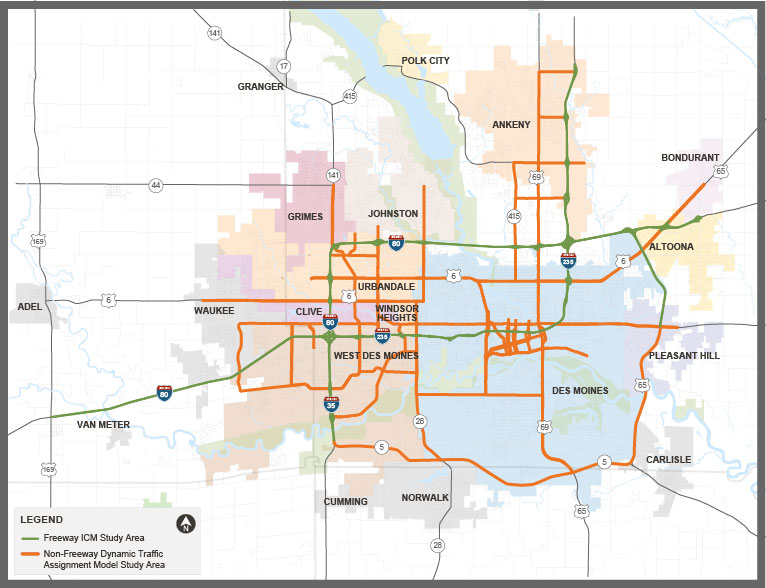 141
POLK CITY
17
GRANGER
415
ANKENY
BONDURANT
65
141
69
44
GRIMES
JOHNSTON
415
169
80
ALTOONA
235
6
6
URBANDALE
ADEL
6
6
WAUKEE
CLIVE
WINDSOR
HEIGHTS
80
235
WEST DES MOINES
PLEASANT HILL
65
80
DES MOINES
35
VAN METER
28
69
5
CARLISLE
5
169
CUMMING
NORWALK
65
28
LEGEND
N
Freeway ICM Study Area
Non-Freeway Dynamic Traffic
Assignment Model Study Area